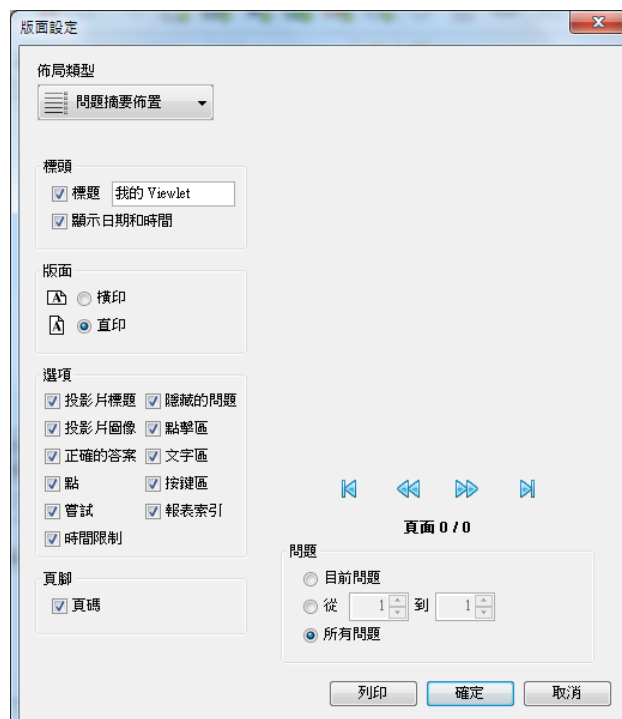 版面設定
佈局類型
問題摘要佈置
標頭
標題 我的 Viewlet
顯示日期和時間
版面
A 橫印
A 直印
選項
投影片標題 隱藏的問題
投影片圖像 點擊區
正確的答案 文字區
點 按鍵區
嘗試 報表索引
時間限制
頁腳
頁碼
頁面 0 / 0
問題
目前問題
從 1 到 1
所有問題
列印 確定 取消